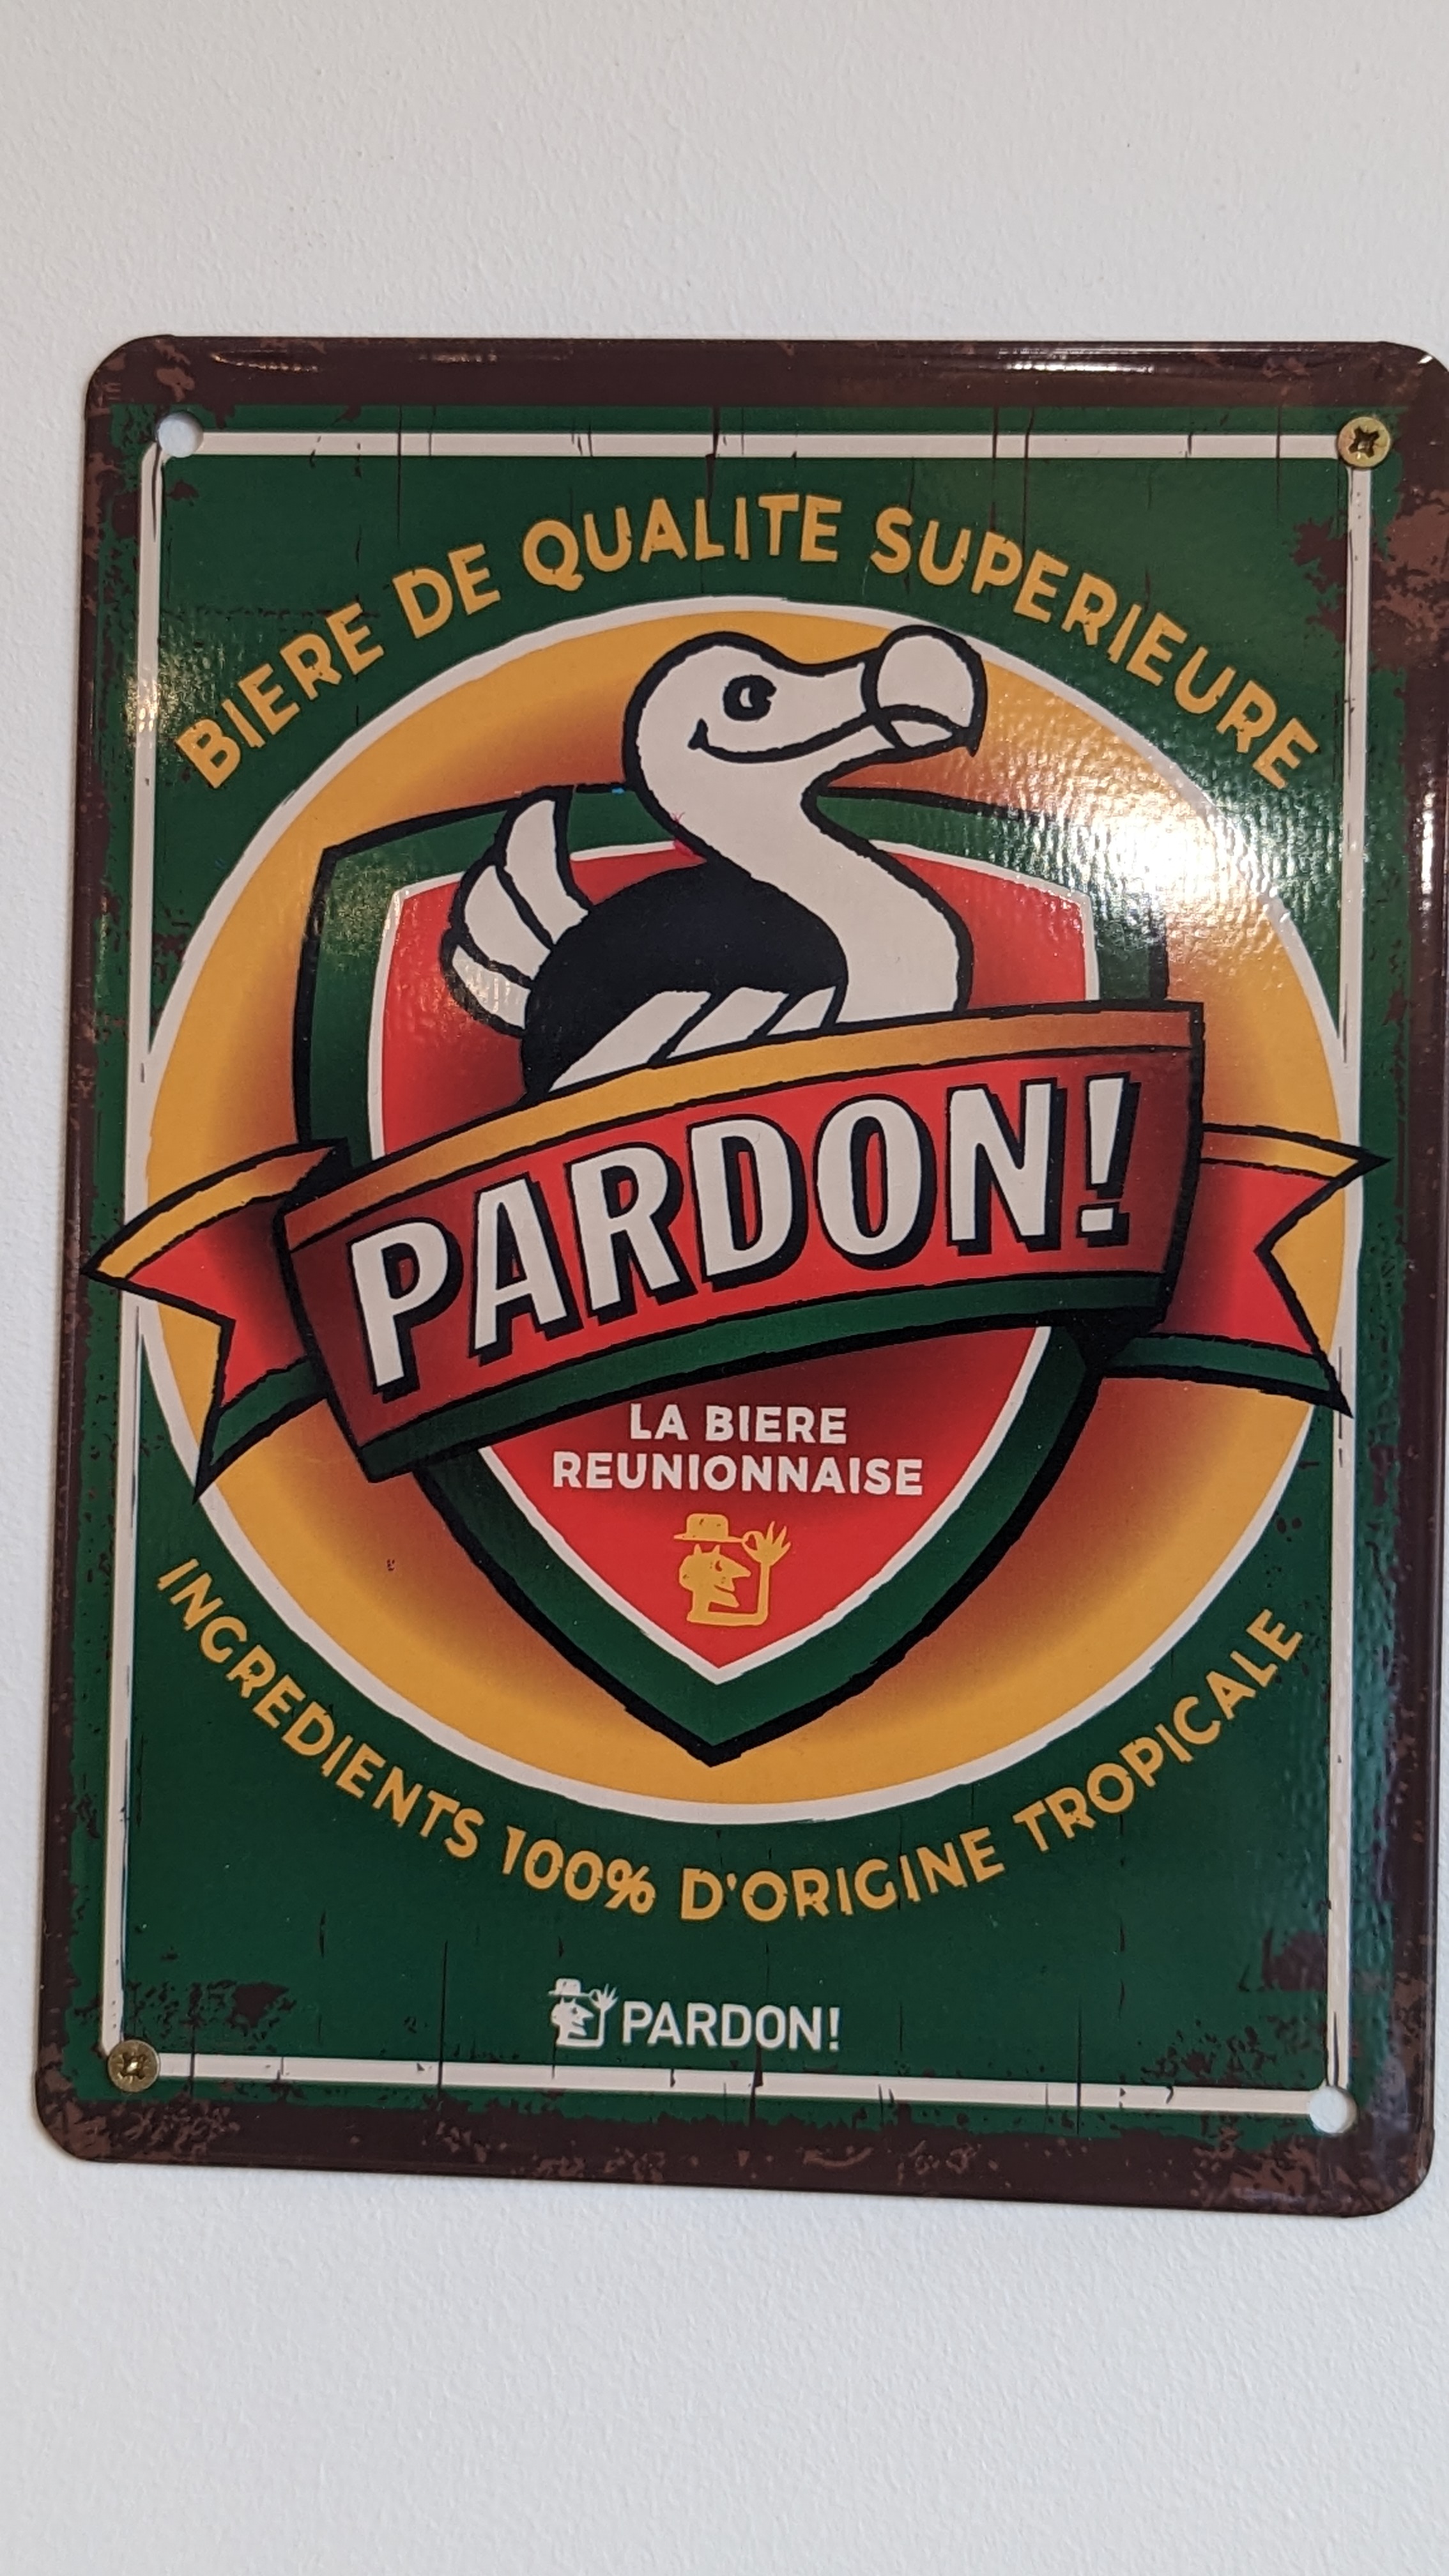 BIERE DE QUALITE SUPERIEURE
PARDON!
LA BIERE
REUNIONNAISE
INGREDIENTS 100% D'ORIGINE TROPICALE
PARDON!